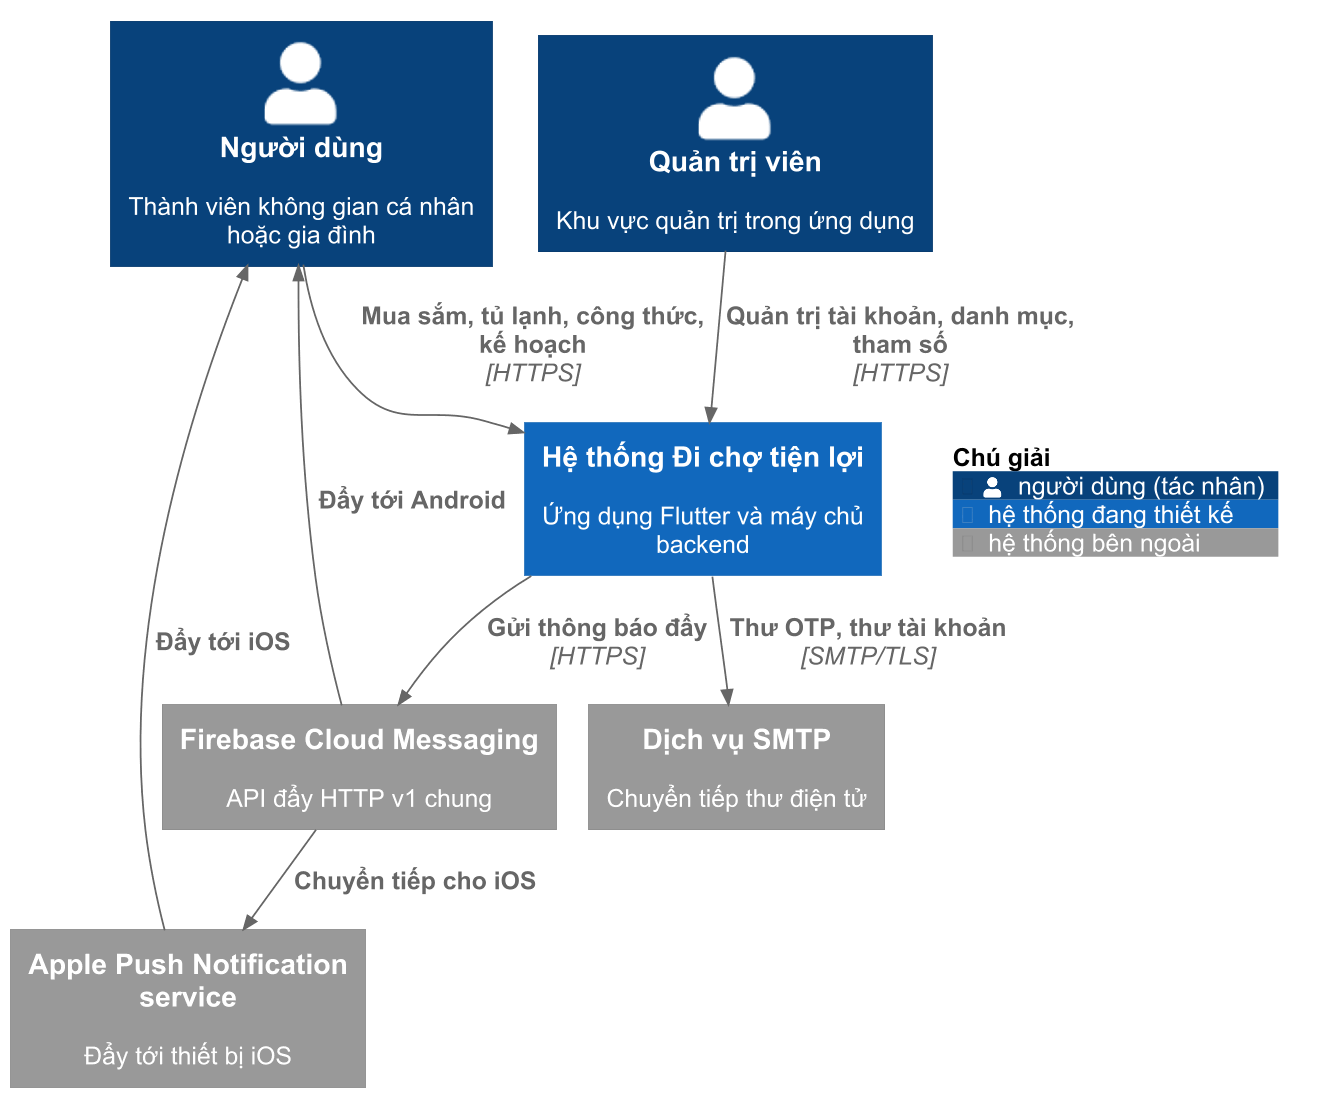 Người dùng
Thành viên không gian cá nhân
hoặc gia đình
Quản trị viên
Khu vực quản trị trong ứng dụng
Mua sắm, tủ lạnh, công thức,
kế hoạch
[HTTPS]
Quản trị tài khoản, danh mục,
tham số
[HTTPS]
Hệ thống Đi chợ tiện lợi
Ứng dụng Flutter và máy chủ
backend
Chú giải
người dùng (tác nhân)
hệ thống đang thiết kế
hệ thống bên ngoài
Đẩy tới Android
Đẩy tới iOS
Gửi thông báo đẩy
[HTTPS]
Thư OTP, thư tài khoản
[SMTP/TLS]
Firebase Cloud Messaging
API đẩy HTTP v1 chung
Dịch vụ SMTP
Chuyển tiếp thư điện tử
Chuyển tiếp cho iOS
Apple Push Notification
service
Đẩy tới thiết bị iOS